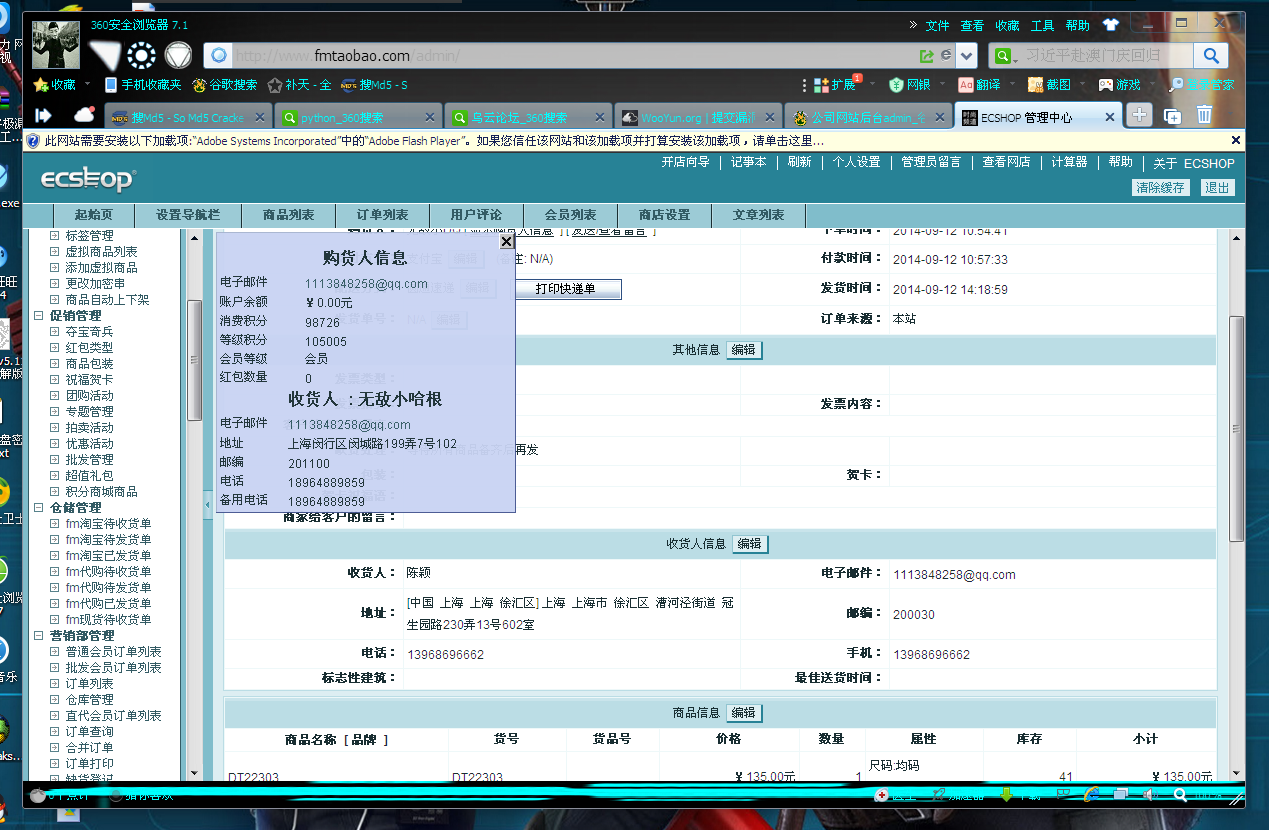 360安全浏览器 7.1
» 文件 查看 收藏 工具 帮助
http://www.fmtaobao.com/admin/
习近平赴澳门庆回归
收藏 手机收藏夹 谷歌搜索 补天 - 全 搜Md5 - S
扩展 1 网银 翻译 截图 游戏
搜Md5 - So Md5 Cracke
python_360搜索
乌云论坛_360搜索
WooYun.org | 提交漏洞
公司网站后台admin_
ECSHOP 管理中心
此网站需要安装以下加载项:"Adobe Systems Incorporated"中的"Adobe Flash Player"。如果您信任该网站和该加载项并打算安装该加载项，请单击这里...
ecshop
开店向导 记事本 刷新 个人设置 管理员留言 查看网店 计算器 帮助 关于 ECSHOP
清除缓存 退出
起始页 设置导航栏 商品列表 订单列表 用户评论 会员列表 商店设置 文章列表
标签管理
虚拟商品列表
添加虚拟商品
更改加密串
商品自动上下架
促销管理
夺宝奇兵
红包类型
商品包装
祝福贺卡
团购活动
专题管理
拍卖活动
优惠活动
批发管理
超值礼包
积分商城商品
仓储管理
fm淘宝待收货单
fm淘宝待发货单
fm淘宝已发货单
fm代购待收货单
fm代购待发货单
fm代购已发货单
fm现货待收货单
营销部管理
普通会员订单列表
批发会员订单列表
订单列表
仓库管理
直代会员订单列表
订单查询
合并订单
订单打印
缺货登记
购货人信息
电子邮件 1113848258@qq.com
账户余额 ￥0.00元
消费积分 98726
等级积分 105005
会员等级 会员
红包数量 0
收货人：无敌小哈根
电子邮件 1113848258@qq.com
地址 上海闵行区闵城路199弄7号102
邮编 201100
电话 18964889859
备用电话 18964889859
下单时间： 2014-09-12 10:54:41
: N/A)
付款时间： 2014-09-12 10:57:33
打印快递单
发货时间： 2014-09-12 14:18:59
订单来源： 本站
其他信息 编辑
发票内容：
再发
贺卡：
商家给客户的留言：
收货人信息 编辑
收货人： 陈颖
电子邮件： 1113848258@qq.com
地址： [中国 上海 上海 徐汇区] 上海 上海市 徐汇区 漕河泾街道 冠
生园路230弄13号602室
邮编： 200030
电话： 13968696662
手机： 13968696662
标志性建筑：
最佳送货时间：
商品信息 编辑
商品名称 [ 品牌 ] 货号 货品号 价格 数量 属性 库存 小计
DT22303 DT22303 ￥135.00元 1 尺码:均码 41 ￥135.00元